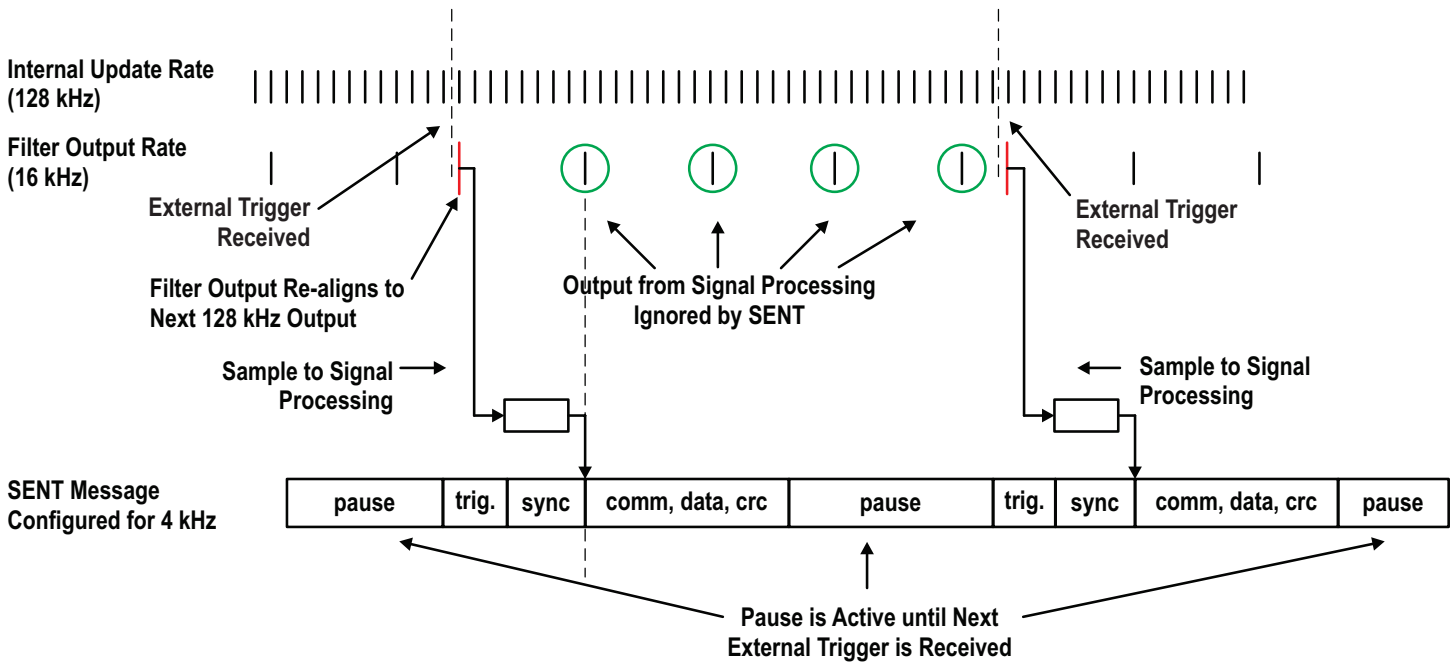 Internal Update Rate
(128 kHz)
Filter Output Rate
(16 kHz)
External Trigger
Received
External Trigger
Received
Filter Output Re-aligns to
Next 128 kHz Output
Output from Signal Processing
Ignored by SENT
Sample to Signal
Processing
Sample to Signal
Processing
SENT Message
Configured for 4 kHz
pause
trig.
sync
comm, data, crc
pause
trig.
sync
comm, data, crc
pause
Pause is Active until Next
External Trigger is Received